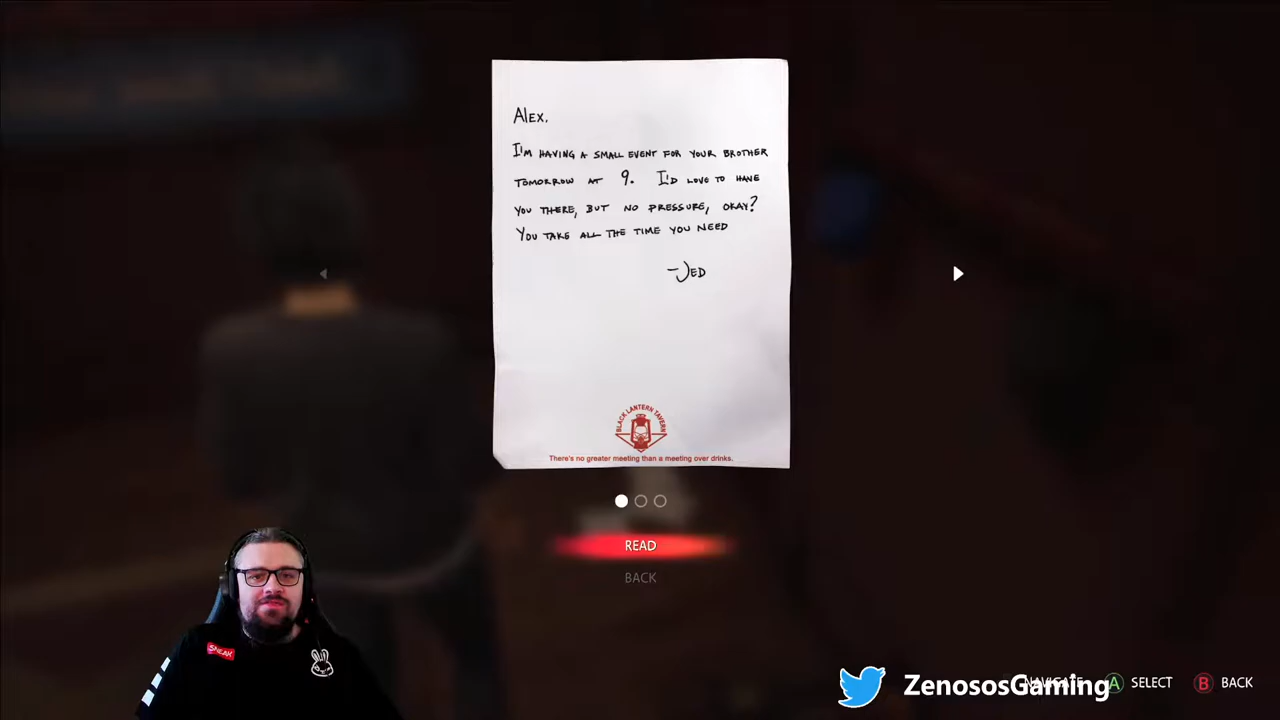 Alex,
I'm having a small event for your brother
tomorrow at 9. I'd love to have
you there, but no pressure, okay?
You take all the time you need
-Jed
BLACK LANTERN TAVERN
There's no greater meeting than a meeting over drinks.
READ
BACK
SNEAK
ZenososGaming
A SELECT B BACK